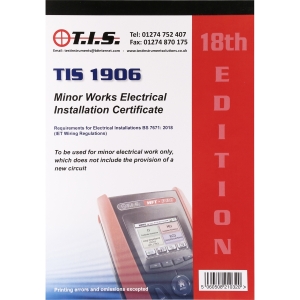 T.I.S.
Tel: 01274 752 407
Fax: 01274 870 175
18th
EDITION
TIS 1906
Minor Works Electrical
Installation Certificate
Requirements for Electrical Installations BS 7671: 2018
(IET Wiring Regulations)
To be used for minor electrical work only,
which does not include the provision of a
new circuit
Printing errors and omissions excepted